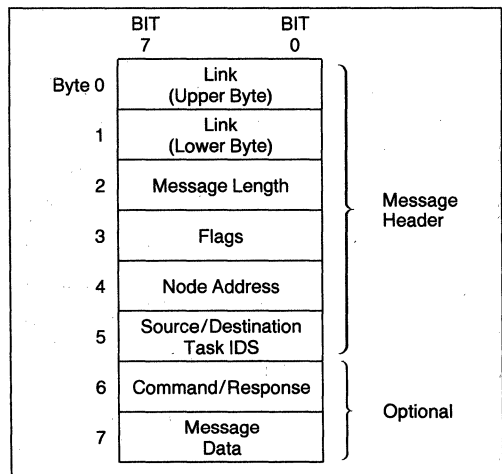 BIT BIT
7 0
Byte 0 Link
(Upper Byte)
1 Link
(Lower Byte)
2 Message Length
3 Flags
4 Node Address
5 Source/Destination
Task IDS
6 Command/Response
7 Message
Data
Message
Header
Optional